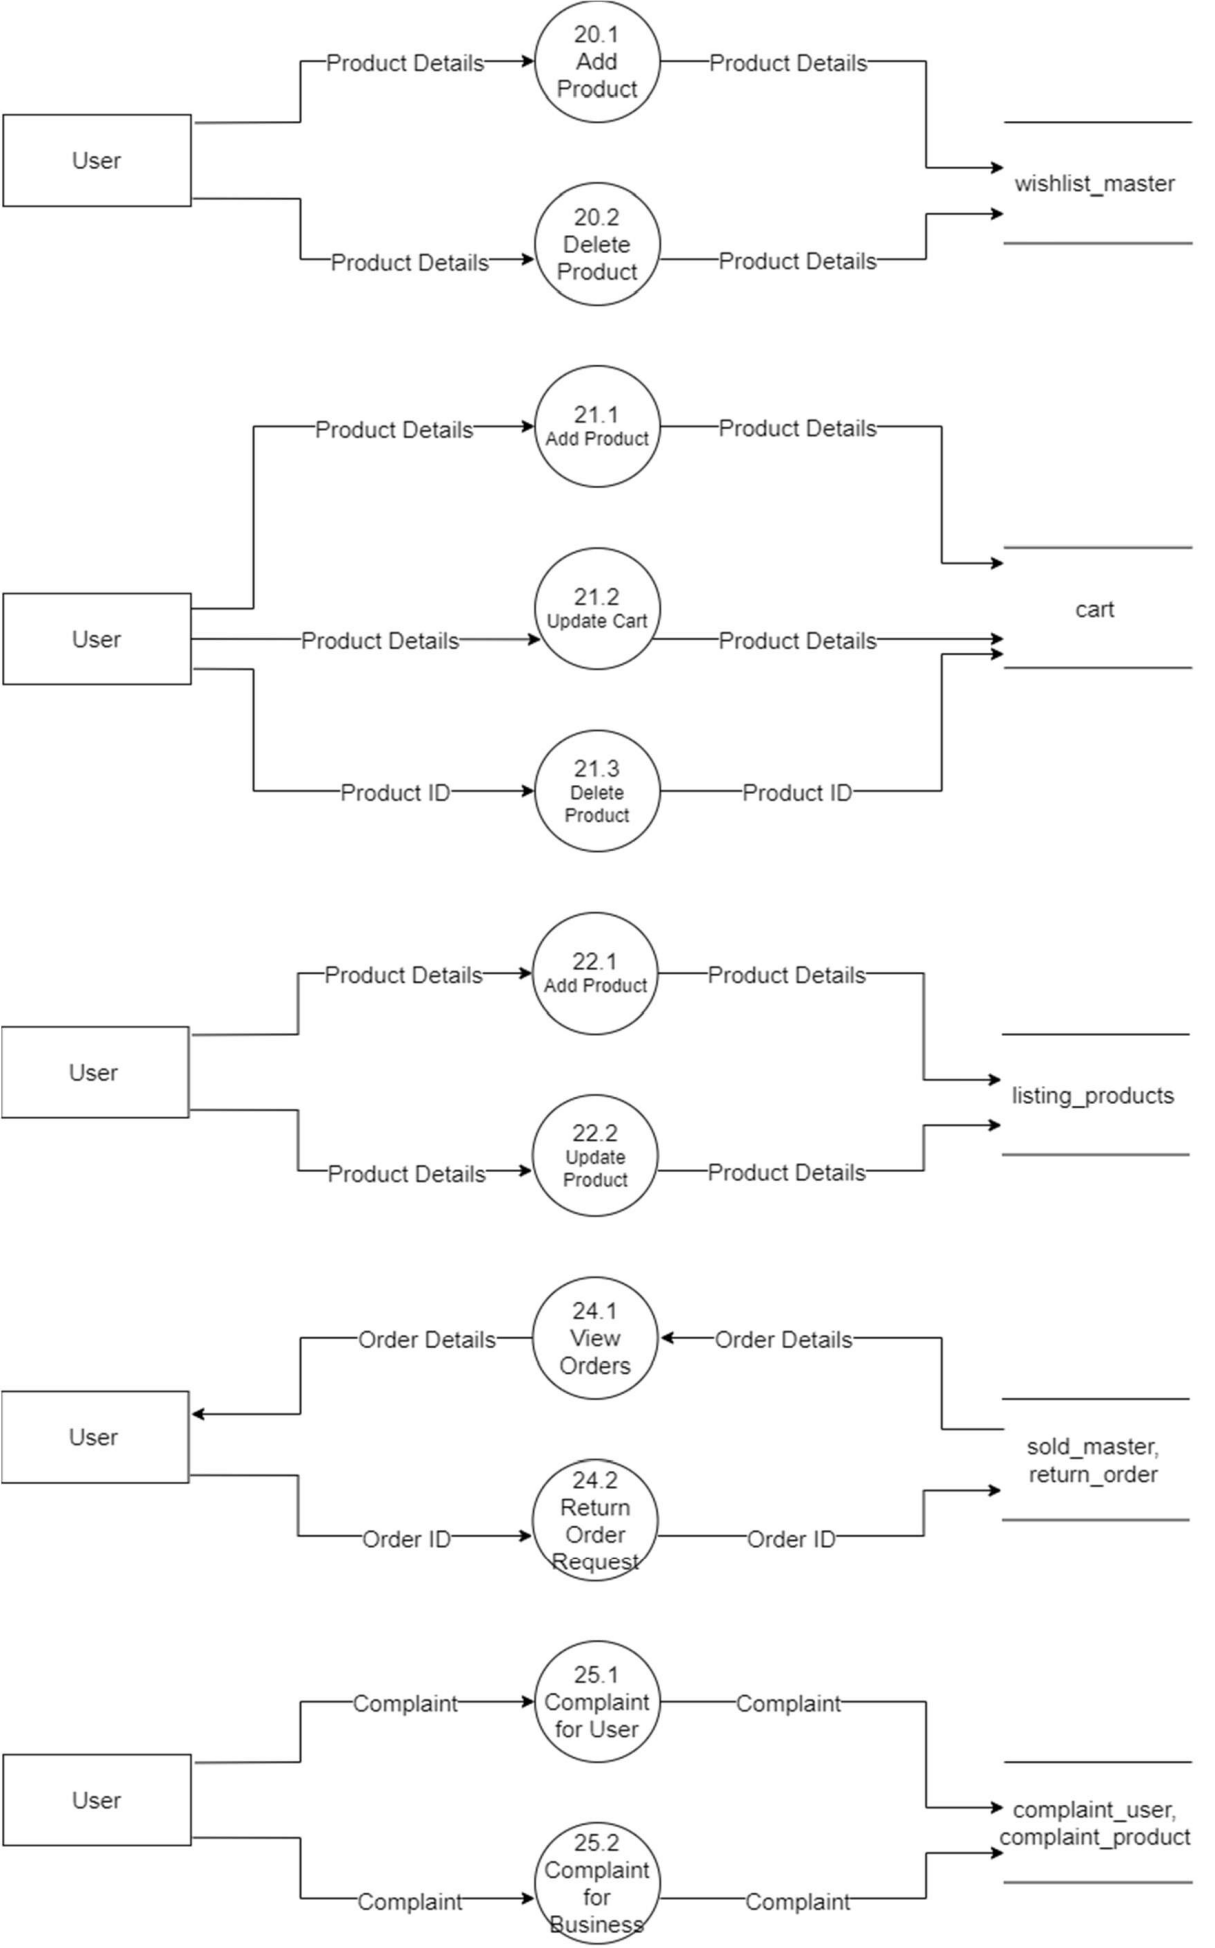 20.1
Add
Product
Product Details
Product Details
User
wishlist_master
20.2
Delete
Product
Product Details
Product Details
21.1
Add Product
Product Details
Product Details
21.2
Update Cart
User
Product Details
Product Details
cart
21.3
Delete
Product
Product ID
Product ID
22.1
Add Product
Product Details
Product Details
User
listing_products
22.2
Update
Product
Product Details
Product Details
24.1
View
Orders
Order Details
Order Details
User
sold_master,
return_order
24.2
Return
Order
Request
Order ID
Order ID
25.1
Complaint
for User
Complaint
Complaint
User
complaint_user,
complaint_product
25.2
Complaint
for
Business
Complaint
Complaint